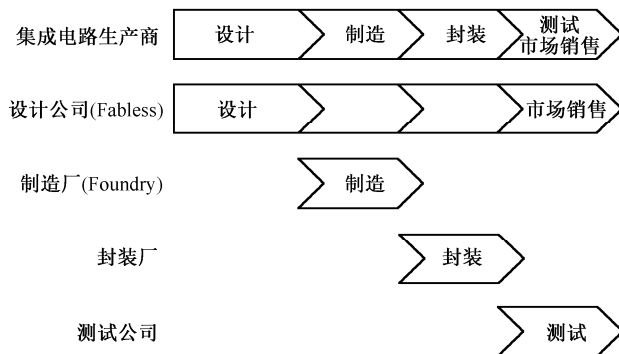 集成电路生产商 设计 制造 封装 测试
市场销售
设计公司(Fabless) 设计 市场销售
制造厂(Foundry) 制造
封装厂 封装
测试公司 测试